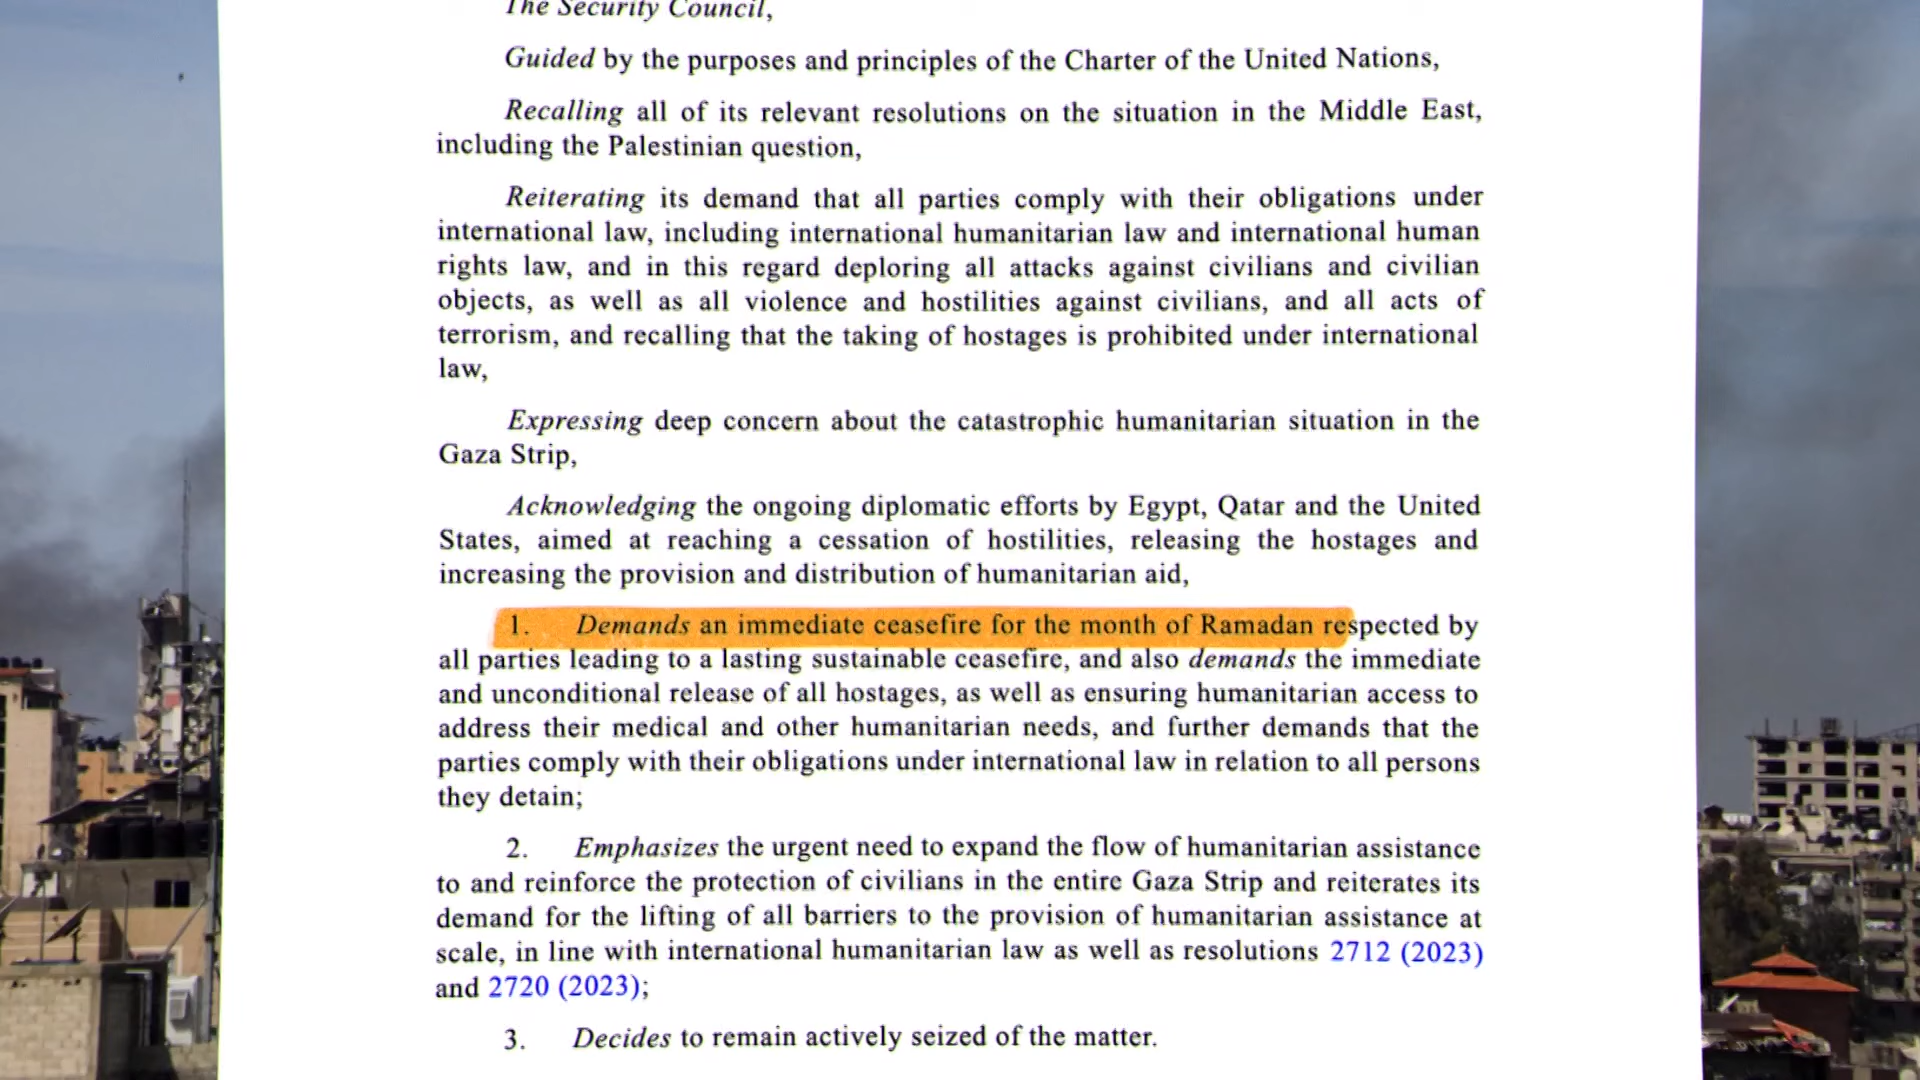 The Security Council,
Guided by the purposes and principles of the Charter of the United Nations,
Recalling all of its relevant resolutions on the situation in the Middle East,
including the Palestinian question,
Reiterating its demand that all parties comply with their obligations under
international law, including international humanitarian law and international human
rights law, and in this regard deploring all attacks against civilians and civilian
objects, as well as all violence and hostilities against civilians, and all acts of
terrorism, and recalling that the taking of hostages is prohibited under international
law,
Expressing deep concern about the catastrophic humanitarian situation in the
Gaza Strip,
Acknowledging the ongoing diplomatic efforts by Egypt, Qatar and the United
States, aimed at reaching a cessation of hostilities, releasing the hostages and
increasing the provision and distribution of humanitarian aid,
1. Demands an immediate ceasefire for the month of Ramadan respected by
all parties leading to a lasting sustainable ceasefire, and also demands the immediate
and unconditional release of all hostages, as well as ensuring humanitarian access to
address their medical and other humanitarian needs, and further demands that the
parties comply with their obligations under international law in relation to all persons
they detain;
2. Emphasizes the urgent need to expand the flow of humanitarian assistance
to and reinforce the protection of civilians in the entire Gaza Strip and reiterates its
demand for the lifting of all barriers to the provision of humanitarian assistance at
scale, in line with international humanitarian law as well as resolutions 2712 (2023)
and 2720 (2023);
3. Decides to remain actively seized of the matter.